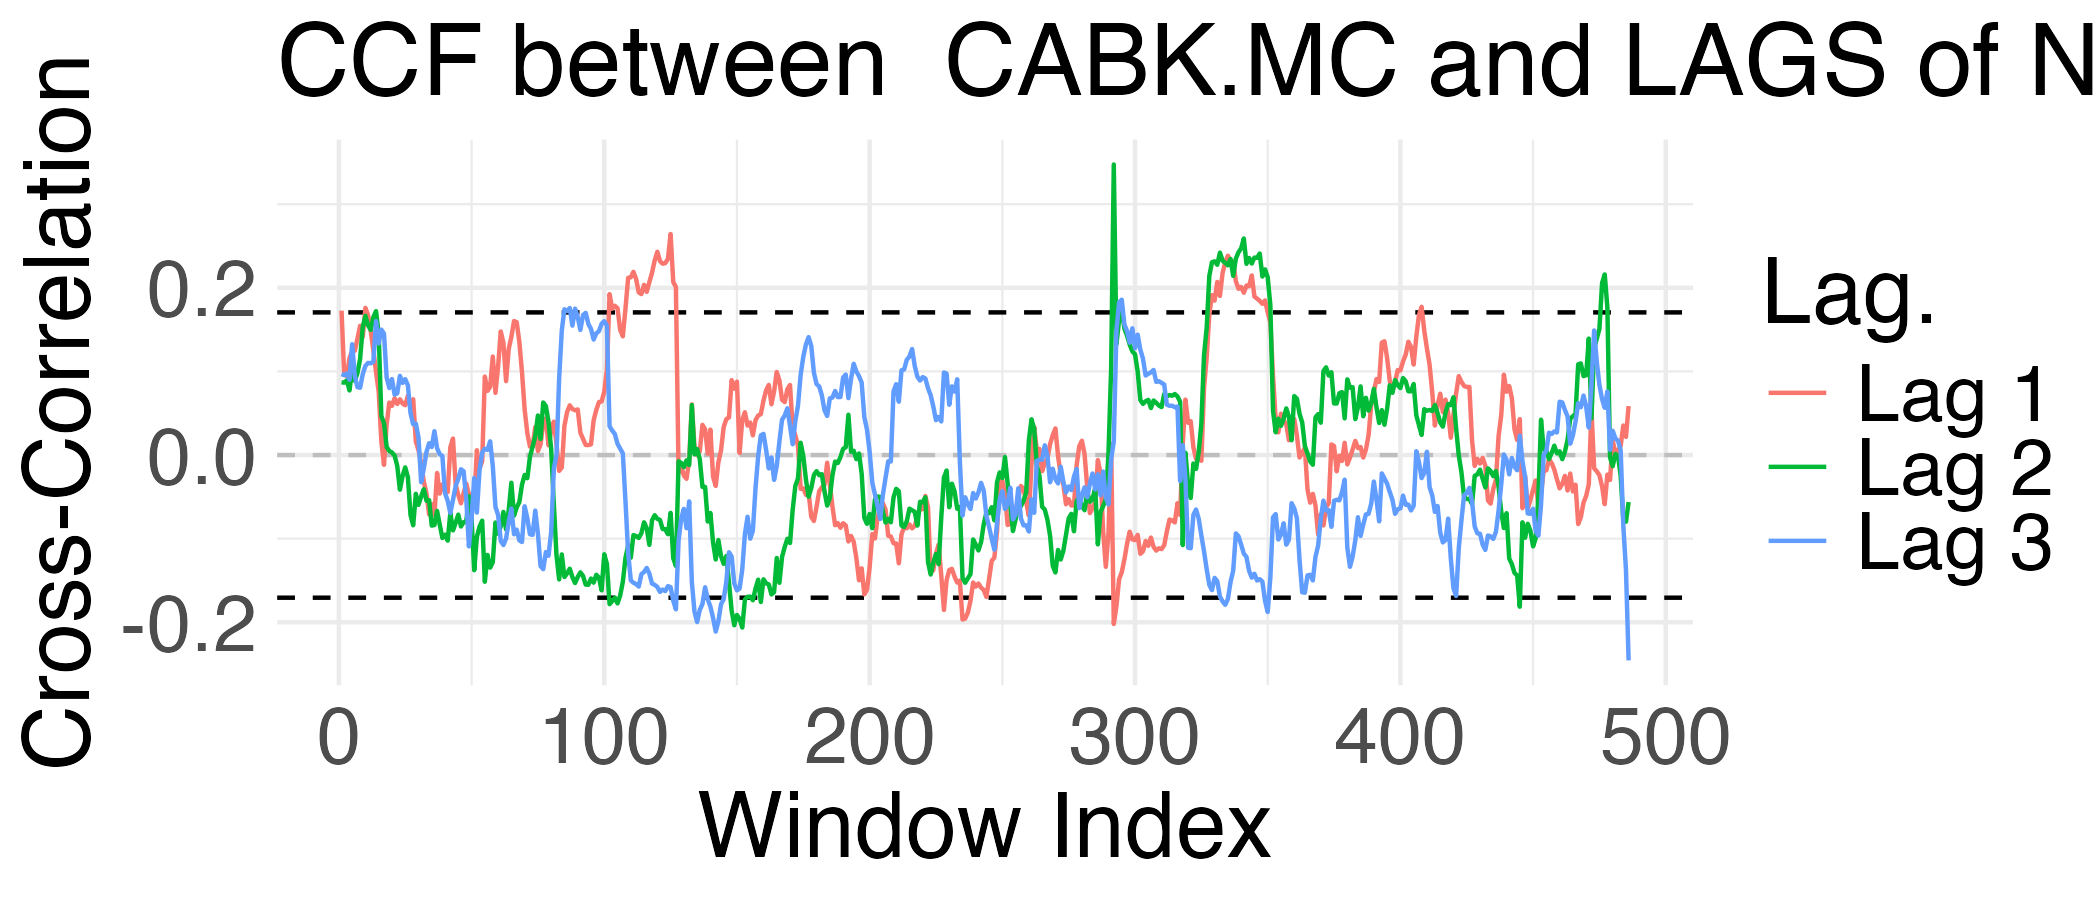 CCF between  CABK.MC and LAGS of N
Cross-Correlation
0.2
0.0
-0.2
0
100
200
300
400
500
Window Index
Lag.
Lag 1
Lag 2
Lag 3